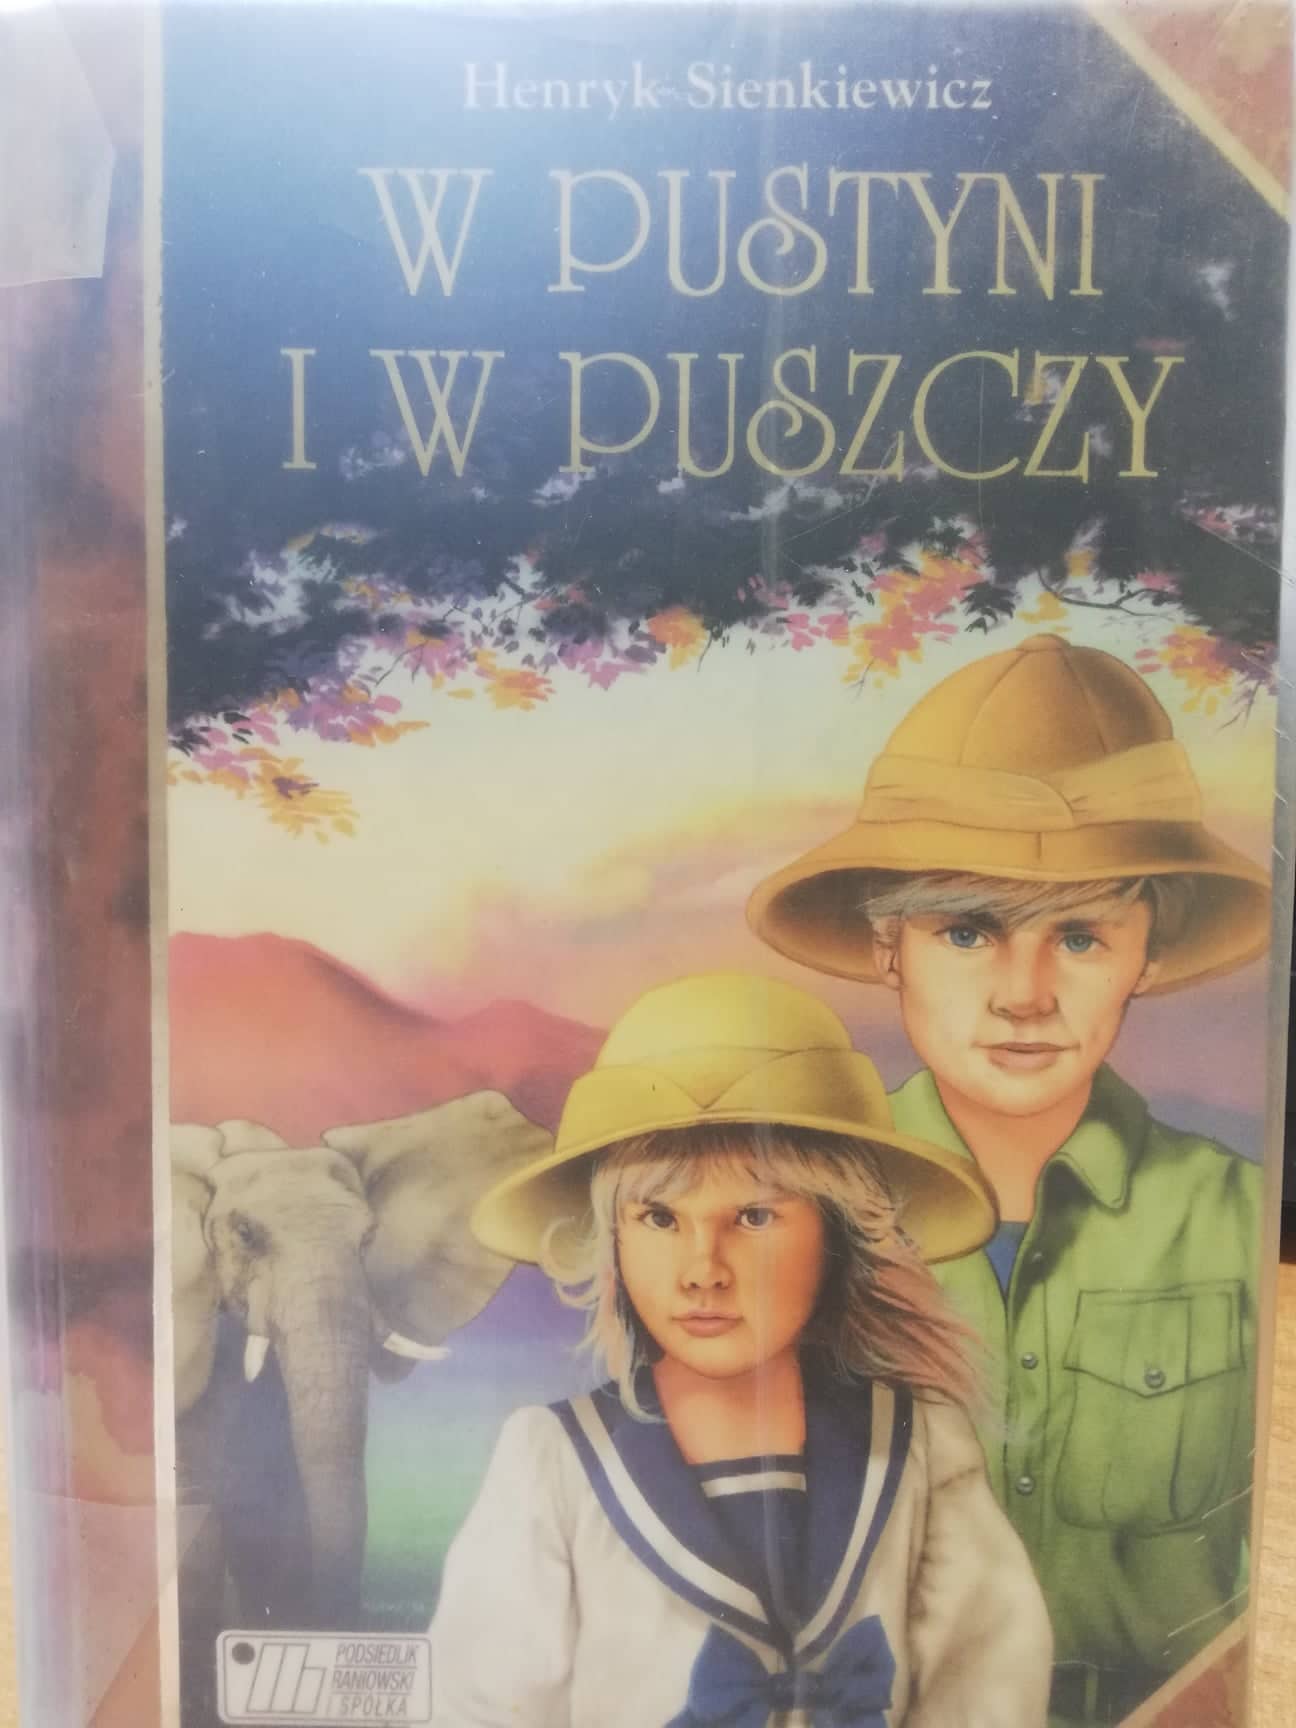 Henryk Sienkiewicz
W PUSTYNI
I W PUSZCZY
PODSIEDLIK
RANIOWSKI
I SPÓŁKA